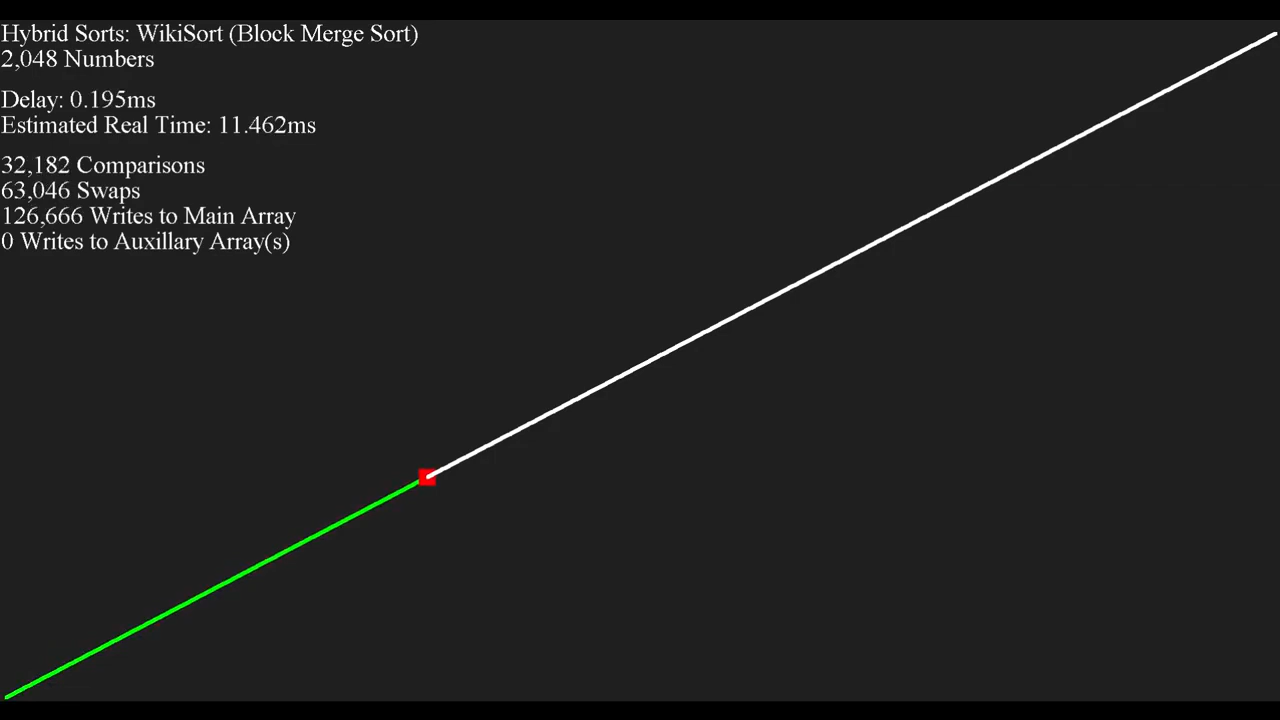 Hybrid Sorts: WikiSort (Block Merge Sort)
2,048 Numbers
Delay: 0.195ms
Estimated Real Time: 11.462ms
32,182 Comparisons
63,046 Swaps
126,666 Writes to Main Array
0 Writes to Auxillary Array(s)